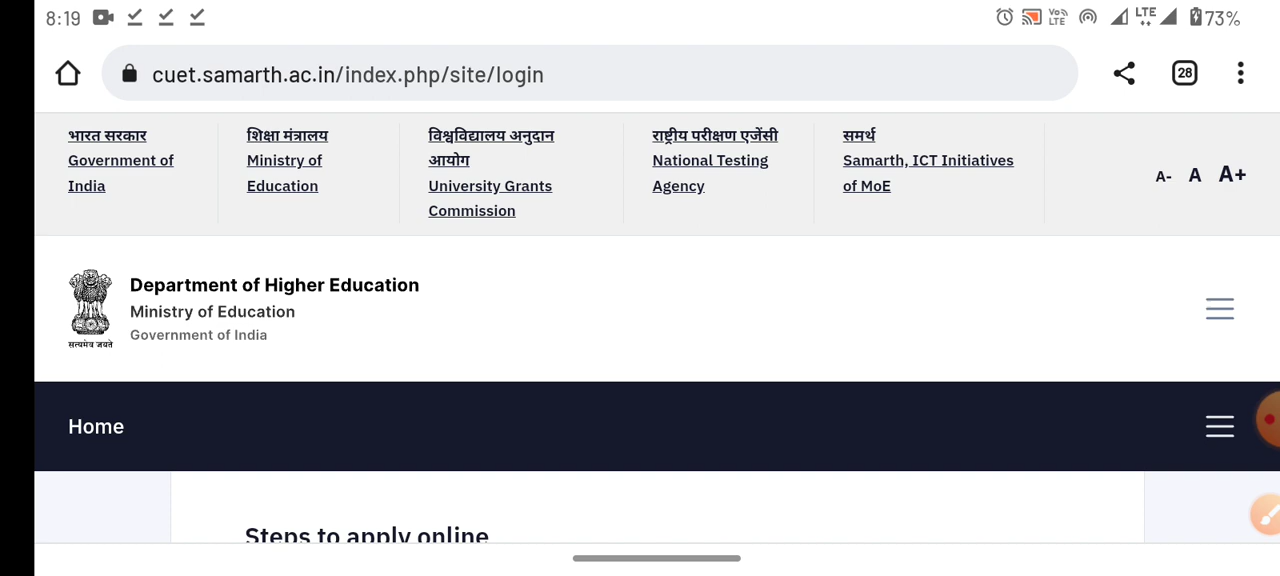 8:19
VoLTE LTE 73%
cuet.samarth.ac.in/index.php/site/login
28
भारत सरकार
Government of
India
शिक्षा मंत्रालय
Ministry of
Education
विश्वविद्यालय अनुदान
आयोग
University Grants
Commission
राष्ट्रीय परीक्षण एजेंसी
National Testing
Agency
समर्थ
Samarth, ICT Initiatives
of MoE
A- A A+
Department of Higher Education
Ministry of Education
Government of India
सत्यमेव जयते
Home
Steps to apply online